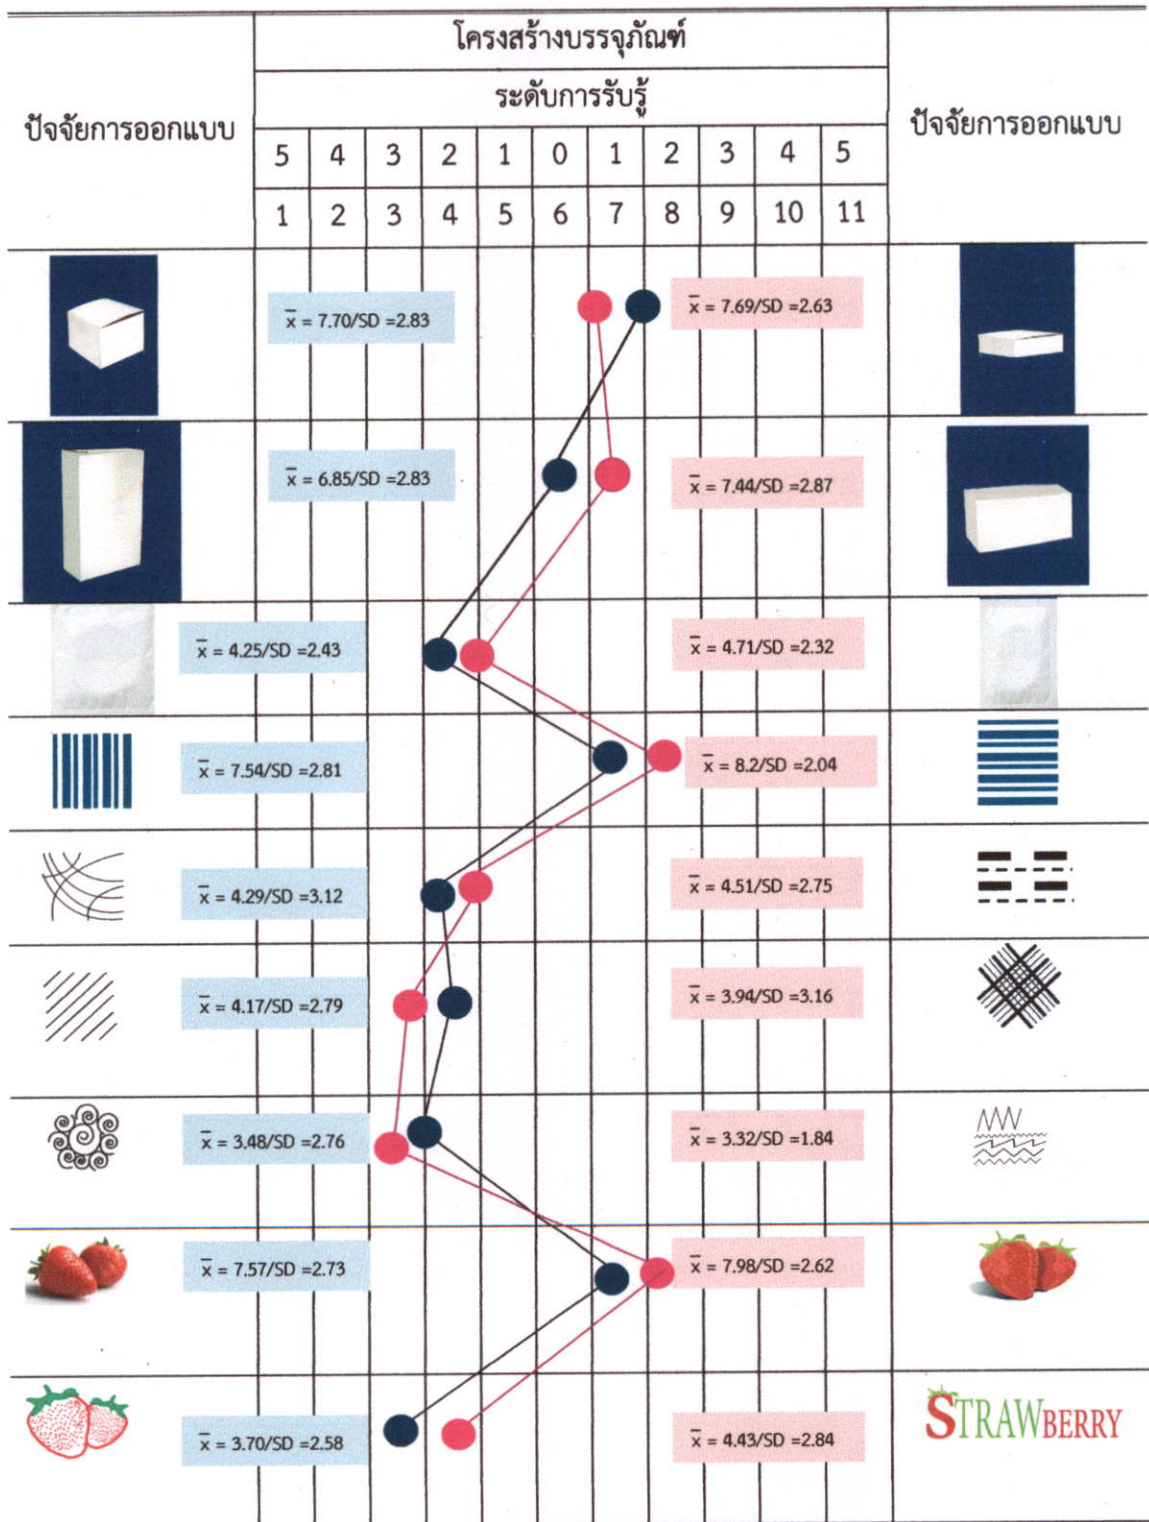 โครงสร้างบรรจุภัณฑ์
ระดับการรับรู้
ปัจจัยการออกแบบ
ปัจจัยการออกแบบ
5 4 3 2 1 0 1 2 3 4 5
1 2 3 4 5 6 7 8 9 10 11
x̄ = 7.70/SD =2.83
x̄ = 7.69/SD =2.63
x̄ = 6.85/SD =2.83
x̄ = 7.44/SD =2.87
x̄ = 4.25/SD =2.43
x̄ = 4.71/SD =2.32
x̄ = 7.54/SD =2.81
x̄ = 8.2/SD =2.04
x̄ = 4.29/SD =3.12
x̄ = 4.51/SD =2.75
x̄ = 4.17/SD =2.79
x̄ = 3.94/SD =3.16
x̄ = 3.48/SD =2.76
x̄ = 3.32/SD =1.84
x̄ = 7.57/SD =2.73
x̄ = 7.98/SD =2.62
x̄ = 3.70/SD =2.58
x̄ = 4.43/SD =2.84
STRAWBERRY